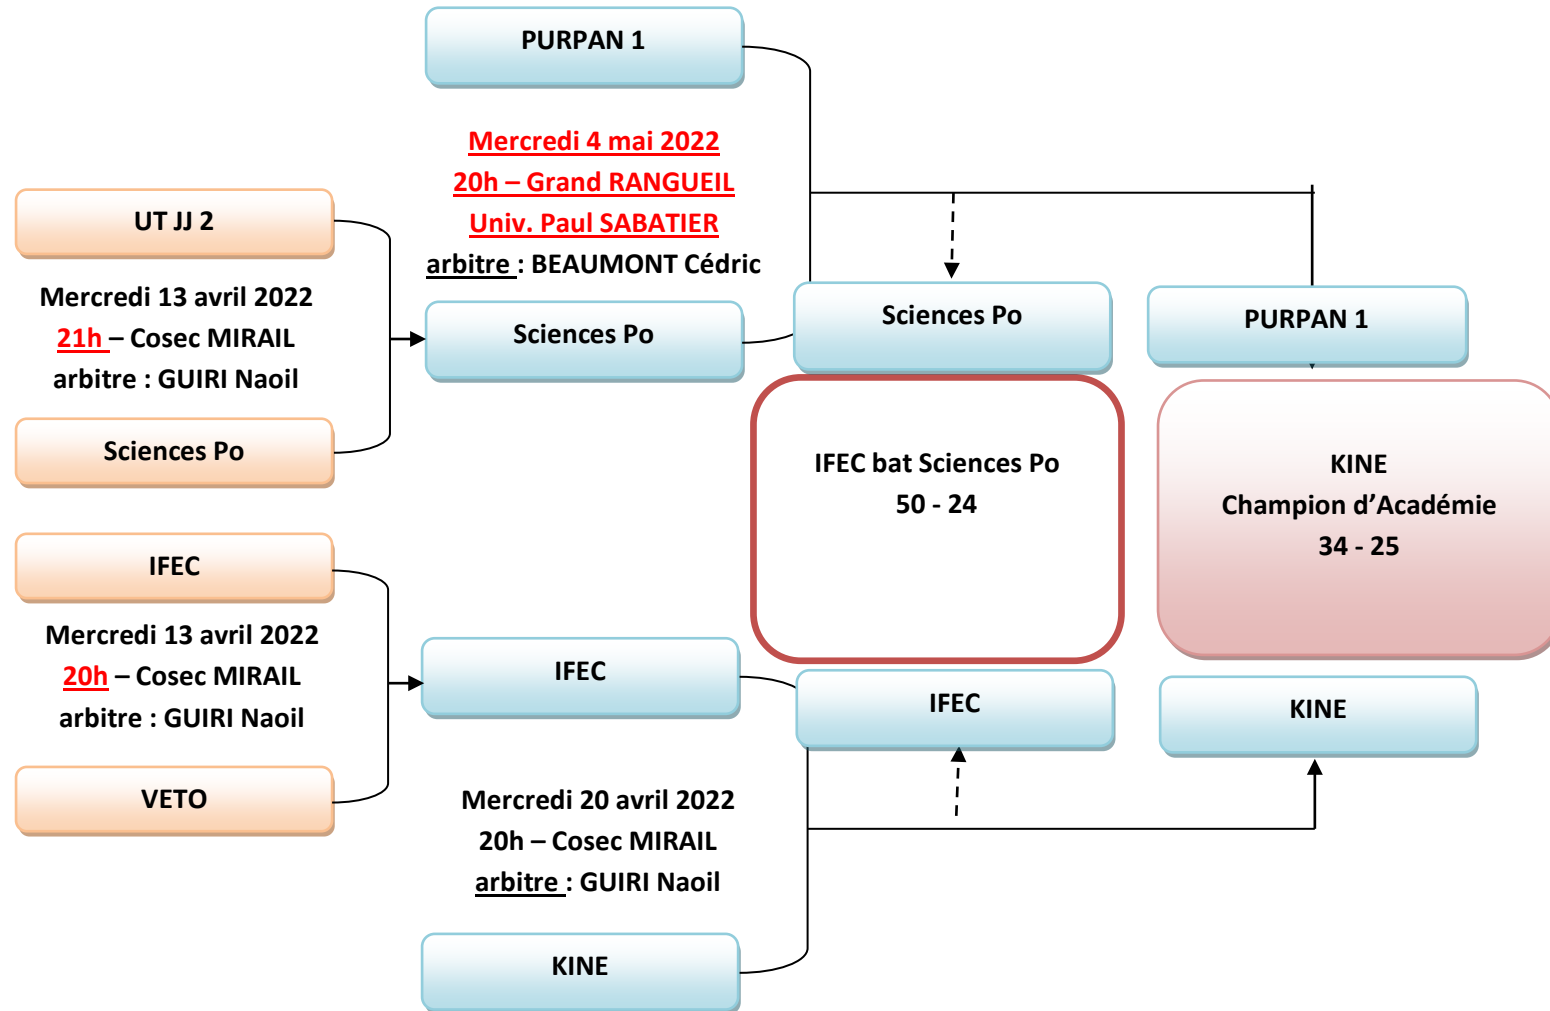 PURPAN 1
Mercredi 4 mai 2022
20h – Grand RANGUEIL
Univ. Paul SABATIER
arbitre : BEAUMONT Cédric
UT JJ 2
Mercredi 13 avril 2022
21h – Cosec MIRAIL
arbitre : GUIRI Naoil
Sciences Po
Sciences Po
Sciences Po
PURPAN 1
IFEC bat Sciences Po
50 - 24
KINE
Champion d’Académie
34 - 25
IFEC
Mercredi 13 avril 2022
20h – Cosec MIRAIL
arbitre : GUIRI Naoil
VETO
IFEC
IFEC
KINE
Mercredi 20 avril 2022
20h – Cosec MIRAIL
arbitre : GUIRI Naoil
KINE